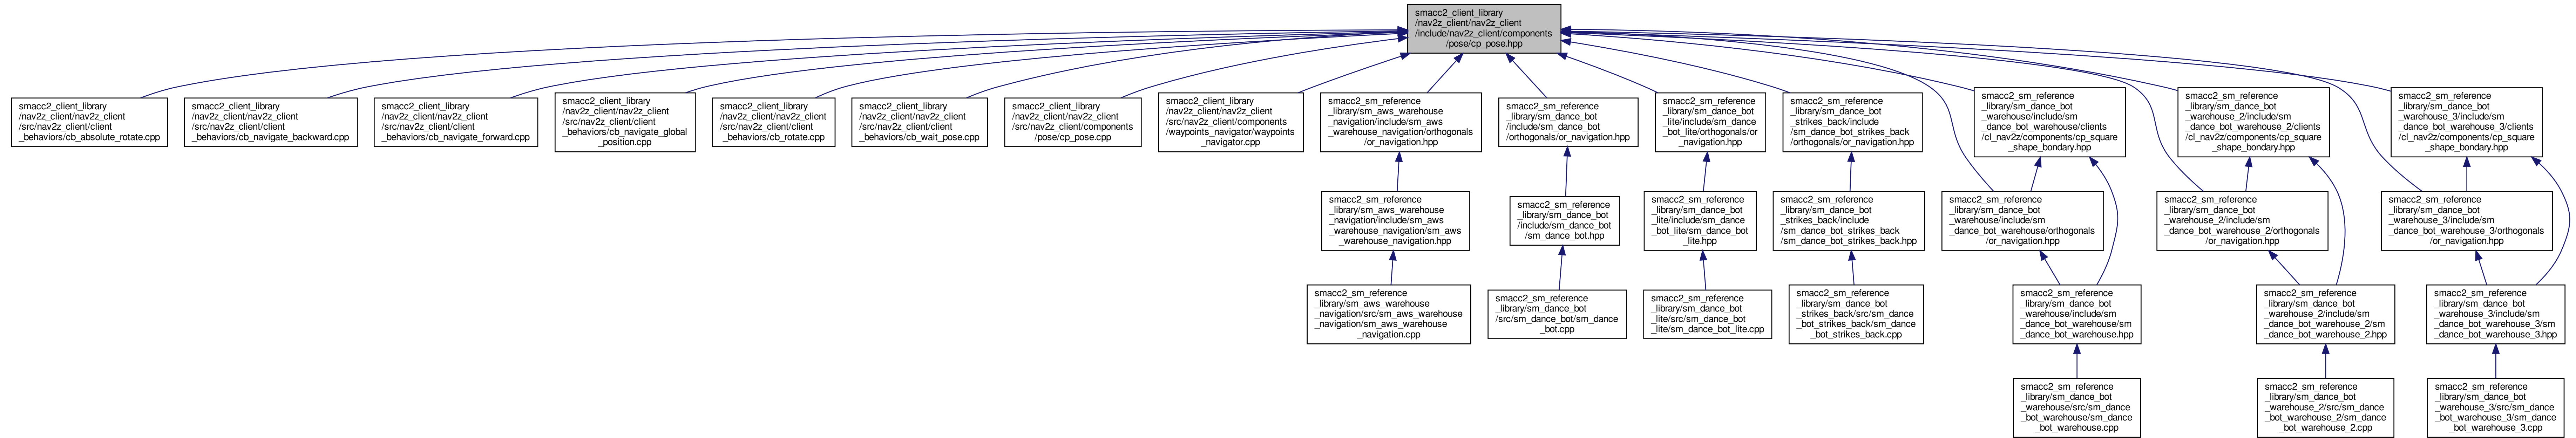 smacc2_client_library
/nav2z_client/nav2z_client
/include/nav2z_client/components
/pose/cp_pose.hpp
smacc2_client_library
/nav2z_client/nav2z_client
/src/nav2z_client/client
_behaviors/cb_absolute_rotate.cpp
smacc2_client_library
/nav2z_client/nav2z_client
/src/nav2z_client/client
_behaviors/cb_navigate_backward.cpp
smacc2_client_library
/nav2z_client/nav2z_client
/src/nav2z_client/client
_behaviors/cb_navigate_forward.cpp
smacc2_client_library
/nav2z_client/nav2z_client
/src/nav2z_client/client
_behaviors/cb_navigate_global
_position.cpp
smacc2_client_library
/nav2z_client/nav2z_client
/src/nav2z_client/client
_behaviors/cb_rotate.cpp
smacc2_client_library
/nav2z_client/nav2z_client
/src/nav2z_client/client
_behaviors/cb_wait_pose.cpp
smacc2_client_library
/nav2z_client/nav2z_client
/src/nav2z_client/components
/pose/cp_pose.cpp
smacc2_client_library
/nav2z_client/nav2z_client
/src/nav2z_client/components
/waypoints_navigator/waypoints
_navigator.cpp
smacc2_sm_reference
_library/sm_aws_warehouse
_navigation/include/sm_aws
_warehouse_navigation/orthogonals
/or_navigation.hpp
smacc2_sm_reference
_library/sm_dance_bot
/include/sm_dance_bot
/orthogonals/or_navigation.hpp
smacc2_sm_reference
_library/sm_dance_bot
_lite/include/sm_dance
_bot_lite/orthogonals/or
_navigation.hpp
smacc2_sm_reference
_library/sm_dance_bot
_strikes_back/include
/sm_dance_bot_strikes_back
/orthogonals/or_navigation.hpp
smacc2_sm_reference
_library/sm_dance_bot
_warehouse/include/sm
_dance_bot_warehouse/clients
/cl_nav2z/components/cp_square
_shape_bondary.hpp
smacc2_sm_reference
_library/sm_dance_bot
_warehouse_2/include/sm
_dance_bot_warehouse_2/clients
/cl_nav2z/components/cp_square
_shape_bondary.hpp
smacc2_sm_reference
_library/sm_dance_bot
_warehouse_3/include/sm
_dance_bot_warehouse_3/clients
/cl_nav2z/components/cp_square
_shape_bondary.hpp
smacc2_sm_reference
_library/sm_aws_warehouse
_navigation/include/sm_aws
_warehouse_navigation/sm_aws
_warehouse_navigation.hpp
smacc2_sm_reference
_library/sm_dance_bot
/include/sm_dance_bot
/sm_dance_bot.hpp
smacc2_sm_reference
_library/sm_dance_bot
_lite/include/sm_dance
_bot_lite/sm_dance_bot
_lite.hpp
smacc2_sm_reference
_library/sm_dance_bot
_strikes_back/include
/sm_dance_bot_strikes_back
/sm_dance_bot_strikes_back.hpp
smacc2_sm_reference
_library/sm_dance_bot
_warehouse/include/sm
_dance_bot_warehouse/orthogonals
/or_navigation.hpp
smacc2_sm_reference
_library/sm_dance_bot
_warehouse_2/include/sm
_dance_bot_warehouse_2/orthogonals
/or_navigation.hpp
smacc2_sm_reference
_library/sm_dance_bot
_warehouse_3/include/sm
_dance_bot_warehouse_3/orthogonals
/or_navigation.hpp
smacc2_sm_reference
_library/sm_aws_warehouse
_navigation/src/sm_aws_warehouse
_navigation/sm_aws_warehouse
_navigation.cpp
smacc2_sm_reference
_library/sm_dance_bot
/src/sm_dance_bot/sm_dance
_bot.cpp
smacc2_sm_reference
_library/sm_dance_bot
_lite/src/sm_dance_bot
_lite/sm_dance_bot_lite.cpp
smacc2_sm_reference
_library/sm_dance_bot
_strikes_back/src/sm_dance
_bot_strikes_back/sm_dance
_bot_strikes_back.cpp
smacc2_sm_reference
_library/sm_dance_bot
_warehouse/include/sm
_dance_bot_warehouse/sm
_dance_bot_warehouse.hpp
smacc2_sm_reference
_library/sm_dance_bot
_warehouse_2/include/sm
_dance_bot_warehouse_2/sm
_dance_bot_warehouse_2.hpp
smacc2_sm_reference
_library/sm_dance_bot
_warehouse_3/include/sm
_dance_bot_warehouse_3/sm
_dance_bot_warehouse_3.hpp
smacc2_sm_reference
_library/sm_dance_bot
_warehouse/src/sm_dance
_bot_warehouse/sm_dance
_bot_warehouse.cpp
smacc2_sm_reference
_library/sm_dance_bot
_warehouse_2/src/sm_dance
_bot_warehouse_2/sm_dance
_bot_warehouse_2.cpp
smacc2_sm_reference
_library/sm_dance_bot
_warehouse_3/src/sm_dance
_bot_warehouse_3/sm_dance
_bot_warehouse_3.cpp